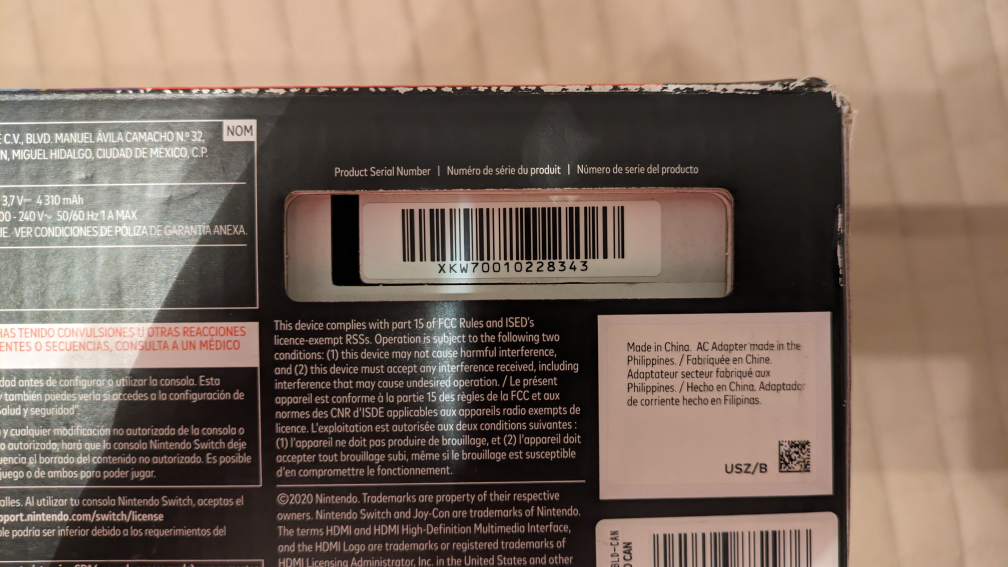 C.V., BLVD. MANUEL ÁVILA CAMACHO N.º 32,
MIGUEL HIDALGO, CIUDAD DE MÉXICO, C.P.
NOM
3,7 V⎓ 4 310 mAh
240 V~ 50/60 Hz 1 A MAX
VER CONDICIONES DE PÓLIZA DE GARANTÍA ANEXA.
HAS TENIDO CONVULSIONES U OTRAS REACCIONES
O SECUENCIAS, CONSULTA A UN MÉDICO
antes de configurar o utilizar la consola. Esta
también puedes verla si accedes a la configuración de
Salud y seguridad".
y cualquier modificación no autorizada de la consola o
autorizado, hará que la consola Nintendo Switch deje
el borrado del contenido no autorizado. Es posible
juego o de ambos para poder jugar.
Al utilizar tu consola Nintendo Switch, aceptas el
port.nintendo.com/switch/license
podría ser inferior debido a los requerimientos del
Product Serial Number | Numéro de série du produit | Número de serie del producto
XKW70010228343
This device complies with part 15 of FCC Rules and ISED's
licence-exempt RSSs. Operation is subject to the following two
conditions: (1) this device may not cause harmful interference,
and (2) this device must accept any interference received, including
interference that may cause undesired operation. / Le présent
appareil est conforme à la partie 15 des règles de la FCC et aux
normes des CNR d'ISDE applicables aux appareils radio exempts de
licence. L'exploitation est autorisée aux deux conditions suivantes :
(1) l'appareil ne doit pas produire de brouillage, et (2) l'appareil doit
accepter tout brouillage subi, même si le brouillage est susceptible
d'en compromettre le fonctionnement.
©2020 Nintendo. Trademarks are property of their respective
owners. Nintendo Switch and Joy-Con are trademarks of Nintendo.
The terms HDMI and HDMI High-Definition Multimedia Interface,
and the HDMI Logo are trademarks or registered trademarks of
HDMI Licensing Administrator, Inc. in the United States and other
Made in China. AC Adapter made in the
Philippines. / Fabriquée en Chine.
Adaptateur secteur fabriqué aux
Philippines. / Hecho en China. Adaptador
de corriente hecho en Filipinas.
USZ/B
BLD-CAN
CAN